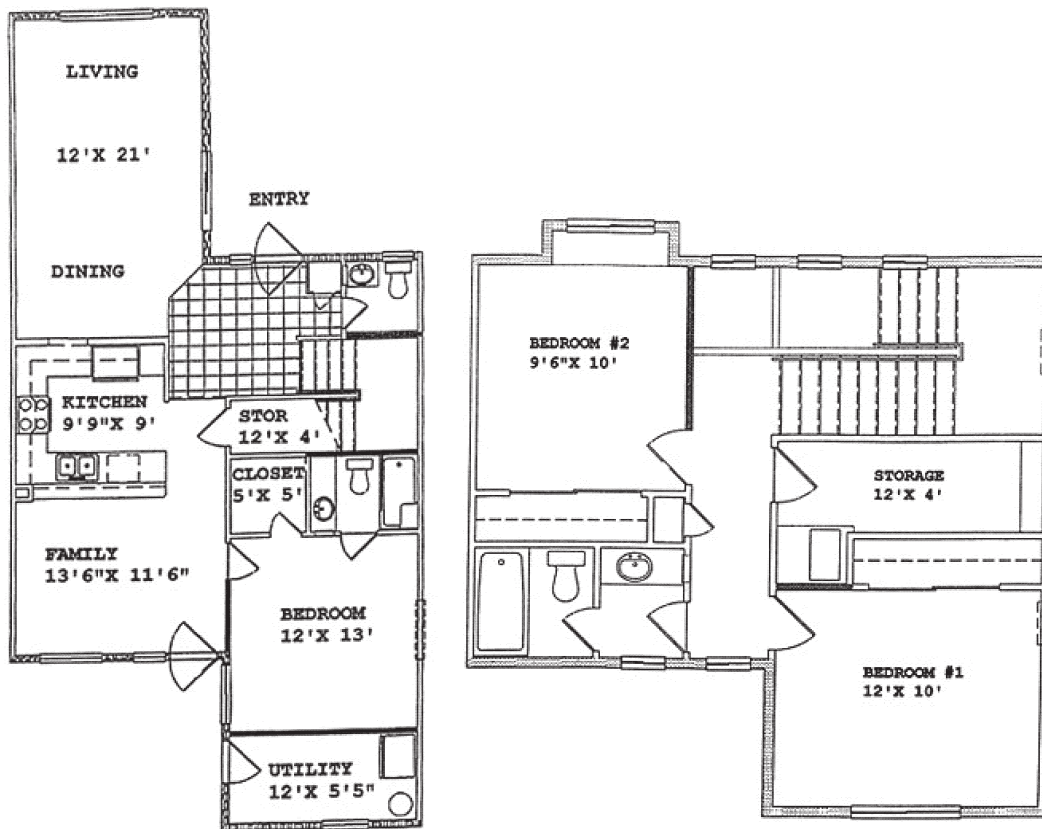 LIVING
12'X 21'
DINING
ENTRY
KITCHEN
9'9"X 9'
STOR
12'X 4'
CLOSET
5'X 5'
FAMILY
13'6"X 11'6"
BEDROOM
12'X 13'
UTILITY
12'X 5'5"
BEDROOM #2
9'6"X 10'
STORAGE
12'X 4'
BEDROOM #1
12'X 10'